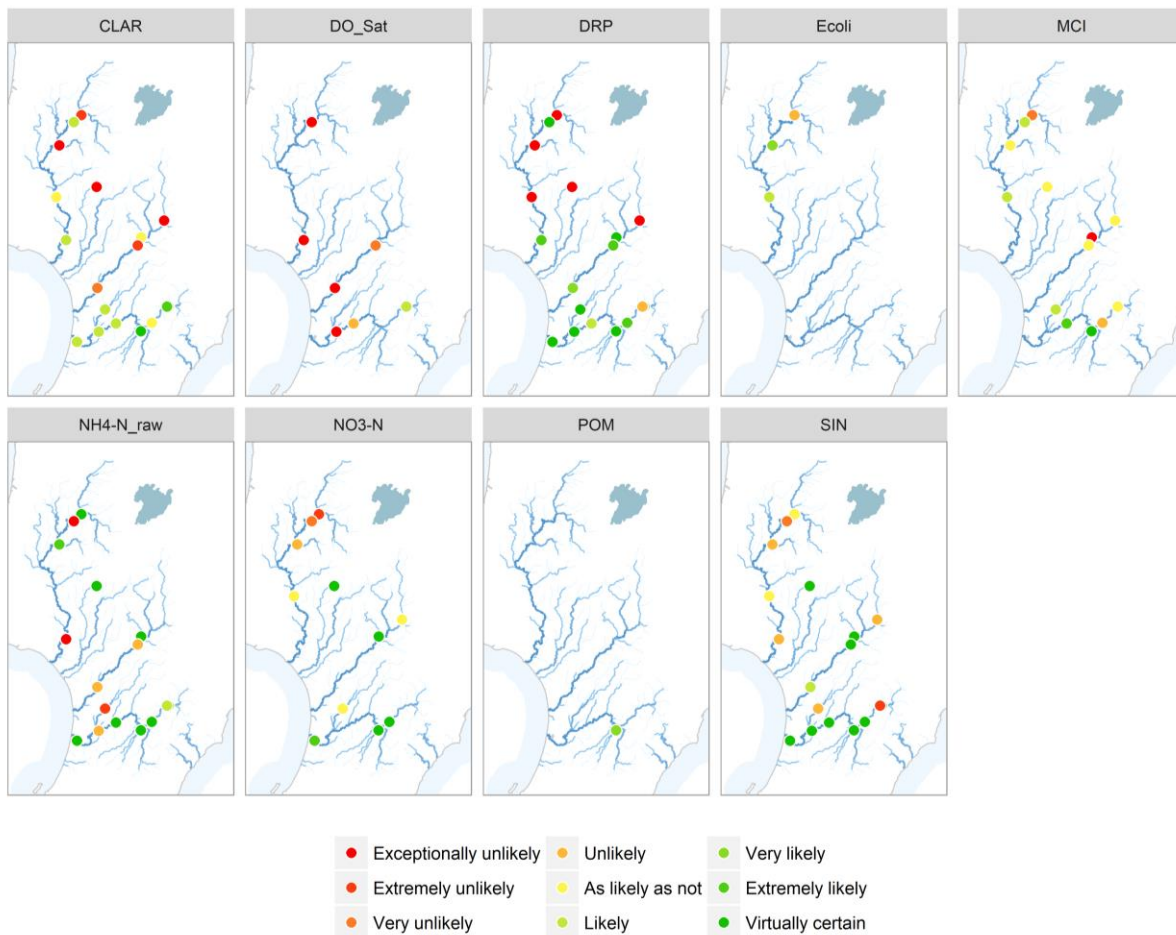 CLAR DO_Sat DRP Ecoli MCI
NH4-N_raw NO3-N POM SIN
Exceptionally unlikely Unlikely Very likely
Extremely unlikely As likely as not Extremely likely
Very unlikely Likely Virtually certain